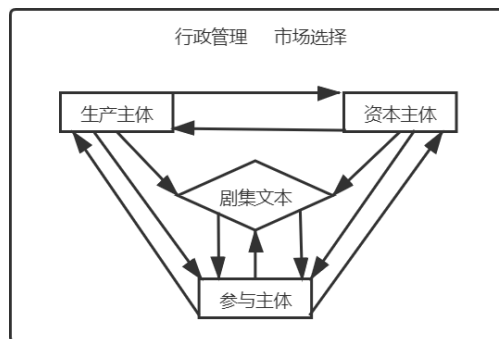 行政管理 市场选择
生产主体 资本主体
剧集文本
参与主体